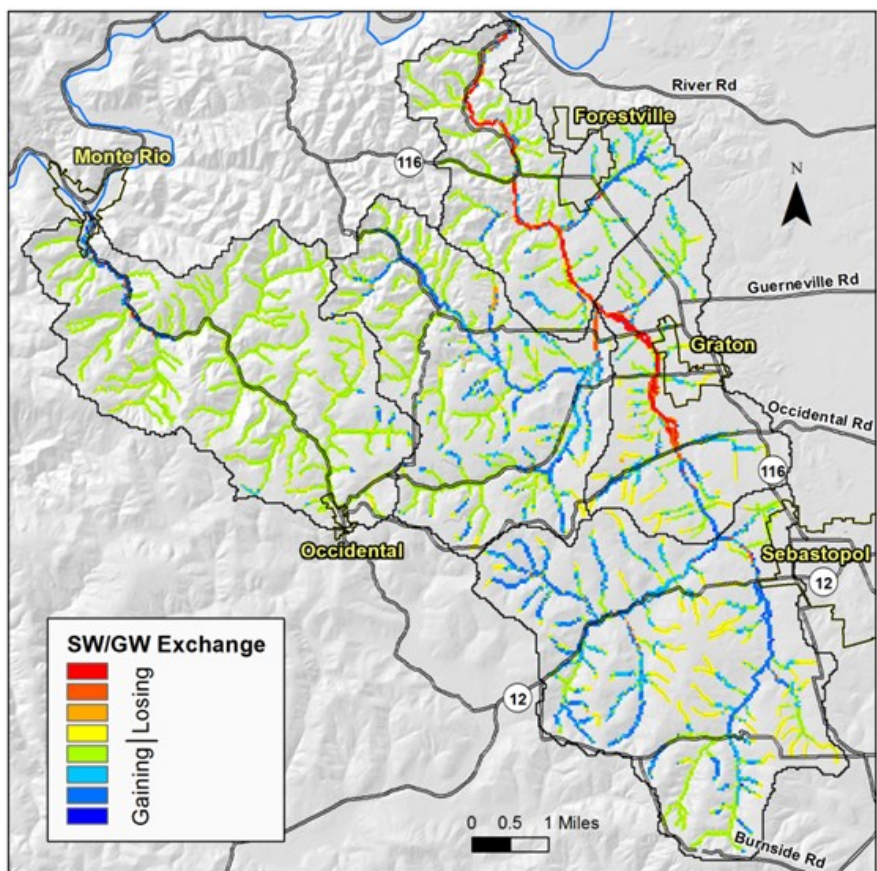 River Rd
Forestville
Monte Rio
116
N
Guerneville Rd
Graton
Occidental Rd
116
Occidental
Sebastopol
12
12
SW/GW Exchange
Losing
Gaining
0 0.5 1 Miles
Burnside Rd